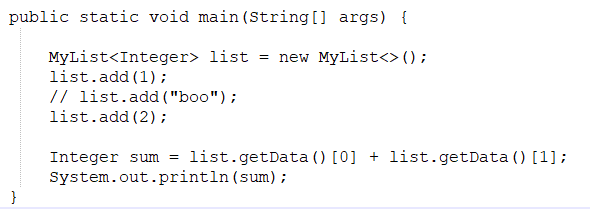 public static void main(String[] args) {
MyList<Integer> list = new MyList<>();
list.add(1);
// list.add("boo");
list.add(2);
Integer sum = list.getData()[0] + list.getData()[1];
System.out.println(sum);
}